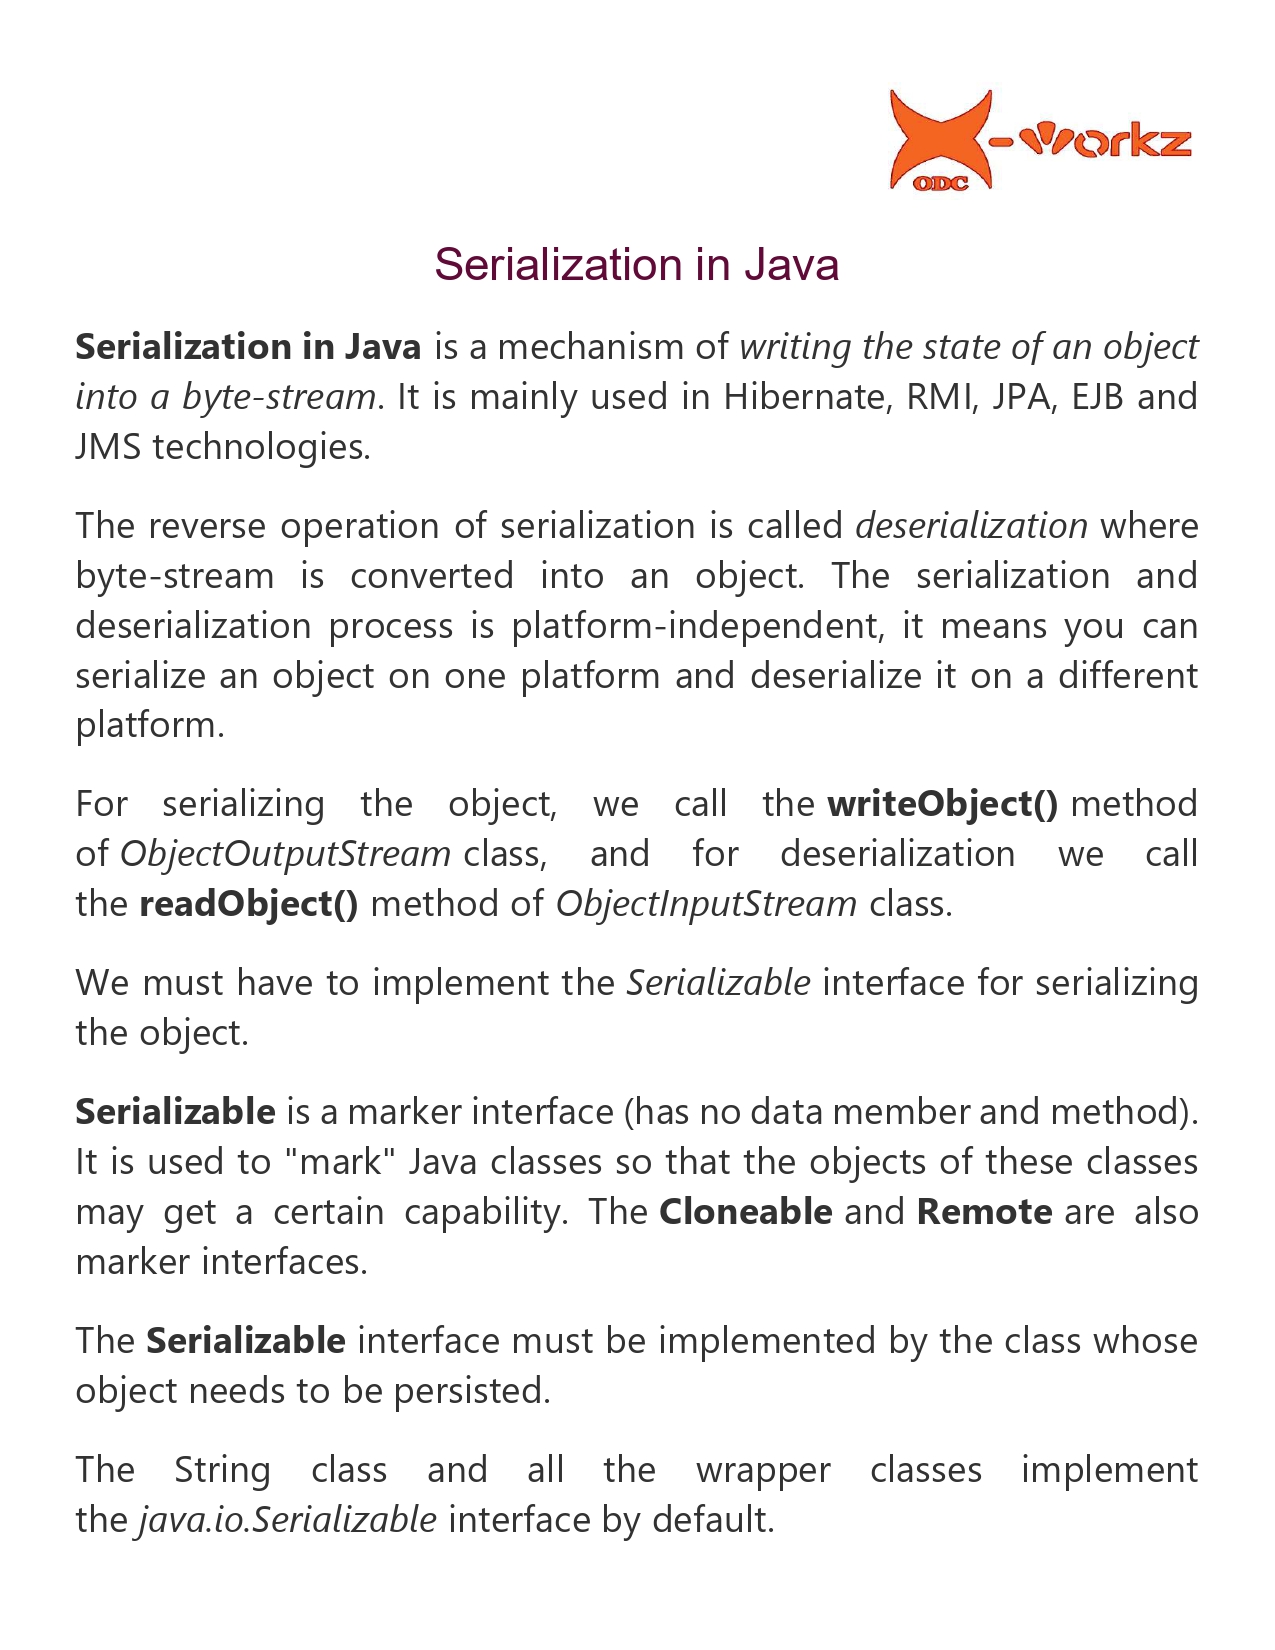 X-workz
ODC
Serialization in Java
Serialization in Java is a mechanism of writing the state of an object
into a byte-stream. It is mainly used in Hibernate, RMI, JPA, EJB and
JMS technologies.
The reverse operation of serialization is called deserialization where
byte-stream is converted into an object. The serialization and
deserialization process is platform-independent, it means you can
serialize an object on one platform and deserialize it on a different
platform.
For serializing the object, we call the writeObject() method
of ObjectOutputStream class, and for deserialization we call
the readObject() method of ObjectInputStream class.
We must have to implement the Serializable interface for serializing
the object.
Serializable is a marker interface (has no data member and method).
It is used to "mark" Java classes so that the objects of these classes
may get a certain capability. The Cloneable and Remote are also
marker interfaces.
The Serializable interface must be implemented by the class whose
object needs to be persisted.
The String class and all the wrapper classes implement
the java.io.Serializable interface by default.